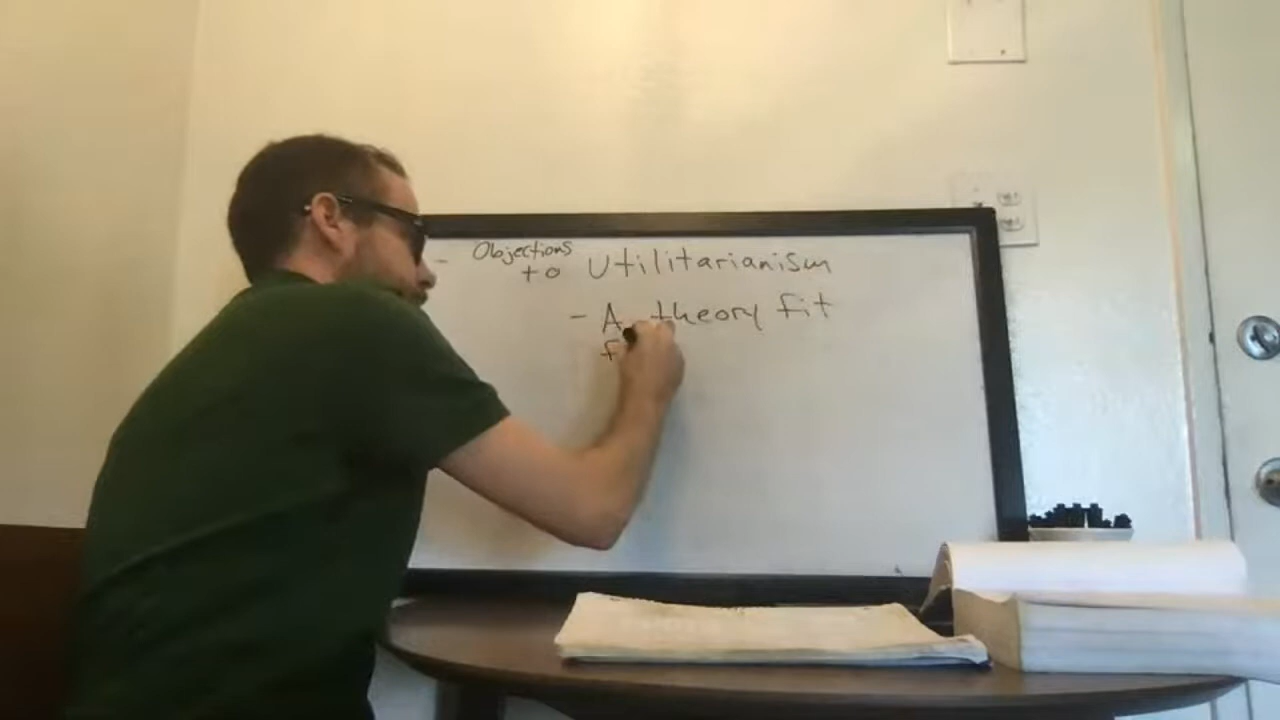 - Objections
to Utilitarianism
- A theory fit
f